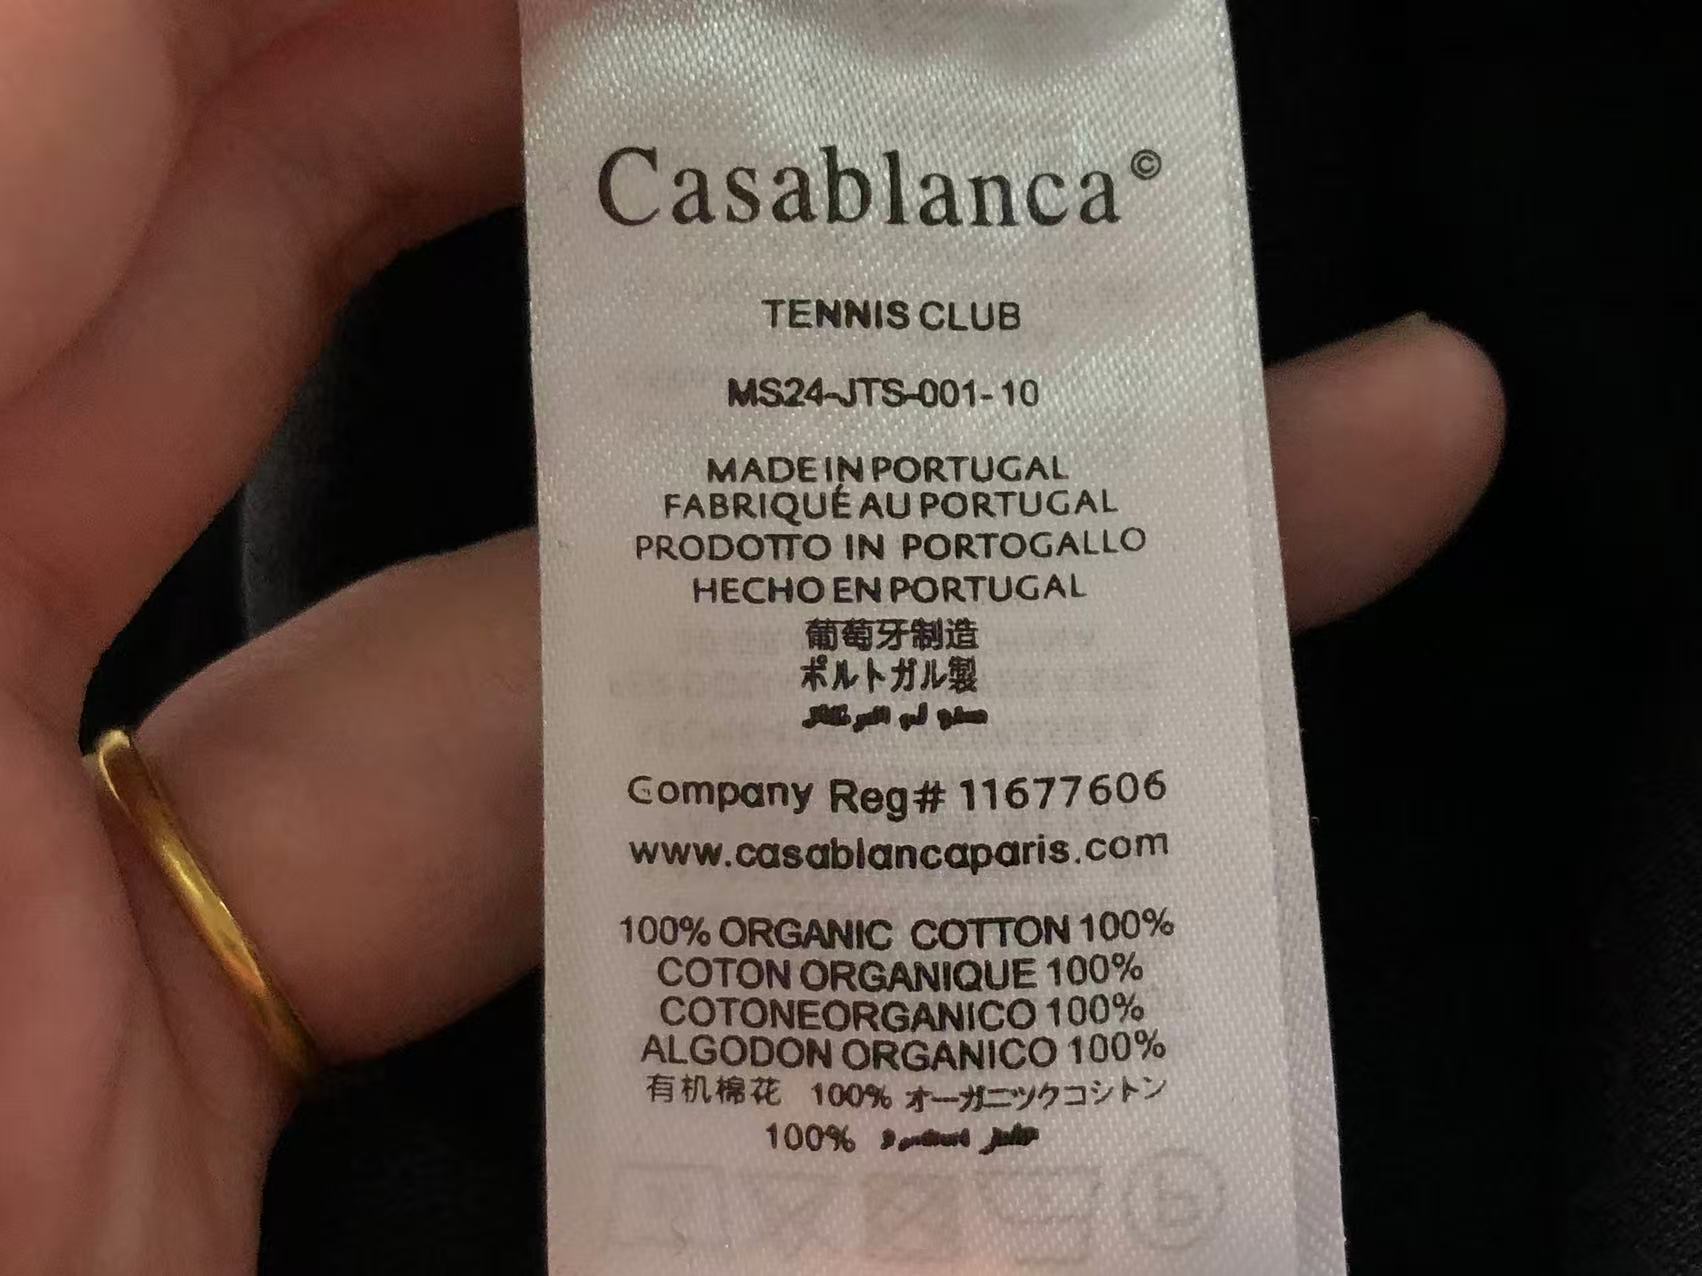 Casablanca©
TENNIS CLUB
MS24-JTS-001-10
MADE IN PORTUGAL
FABRIQUÉ AU PORTUGAL
PRODOTTO IN PORTOGALLO
HECHO EN PORTUGAL
葡萄牙制造
ポルトガル製
Company Reg# 11677606
www.casablancaparis.com
100% ORGANIC COTTON 100%
COTON ORGANIQUE 100%
COTONEORGANICO 100%
ALGODON ORGANICO 100%
有机棉花 100% オーガニックコシトン
100%